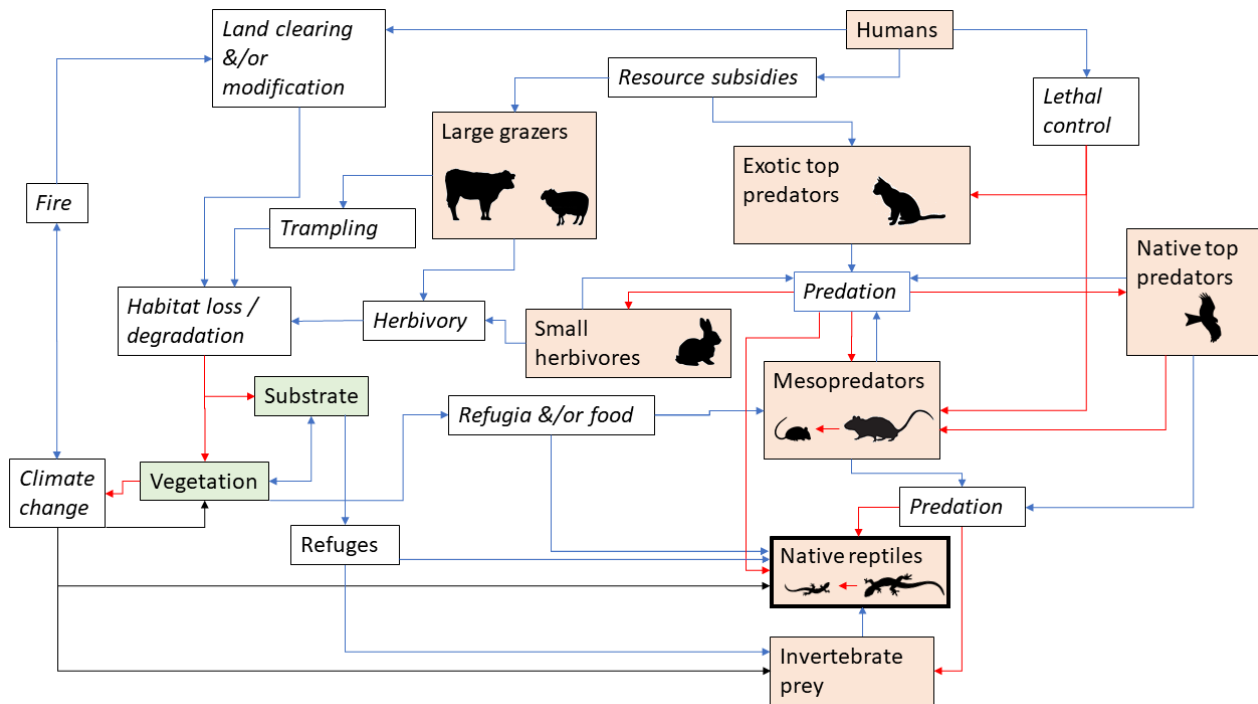 Land clearing
&/or
modification
Humans
Resource subsidies
Lethal
control
Large grazers
Exotic top
predators
Fire
Trampling
Native top
predators
Habitat loss /
degradation
Herbivory
Predation
Small
herbivores
Mesopredators
Substrate
Refugia &/or food
Climate
change
Vegetation
Predation
Refuges
Native reptiles
Invertebrate
prey